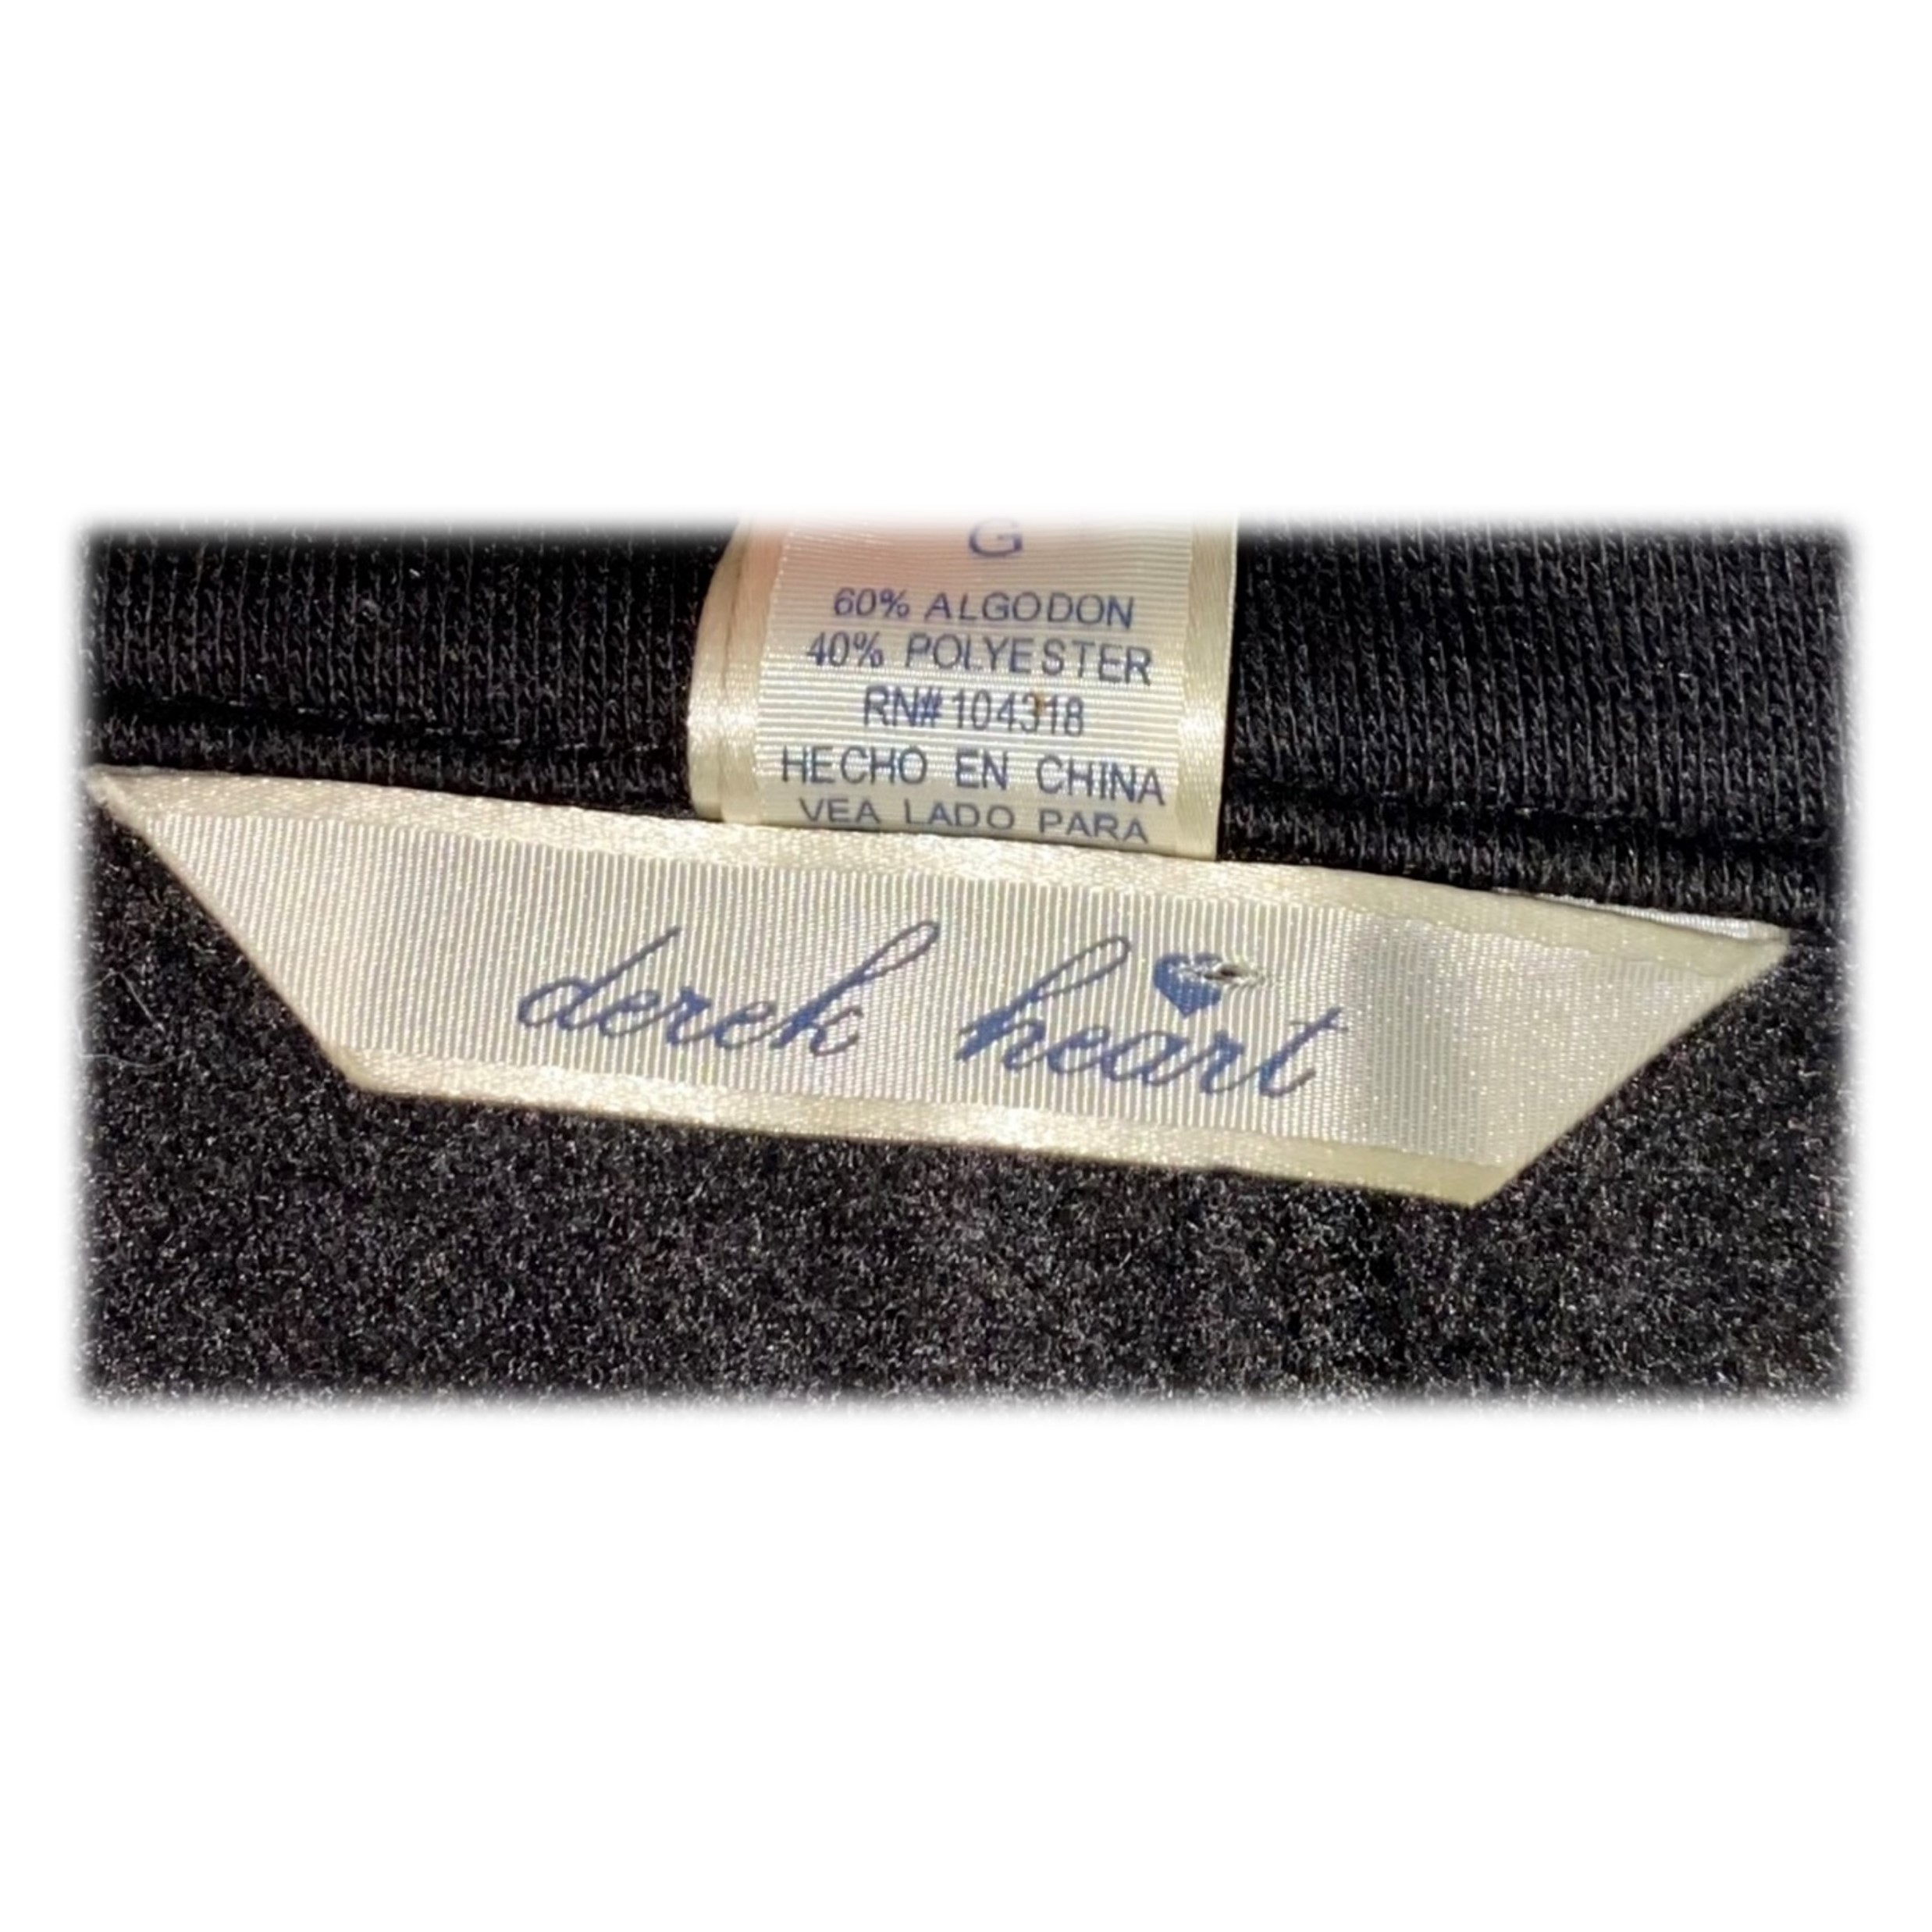 G
60% ALGODON
40% POLYESTER
RN# 104318
HECHO EN CHINA
VEA LADO PARA
derek heart